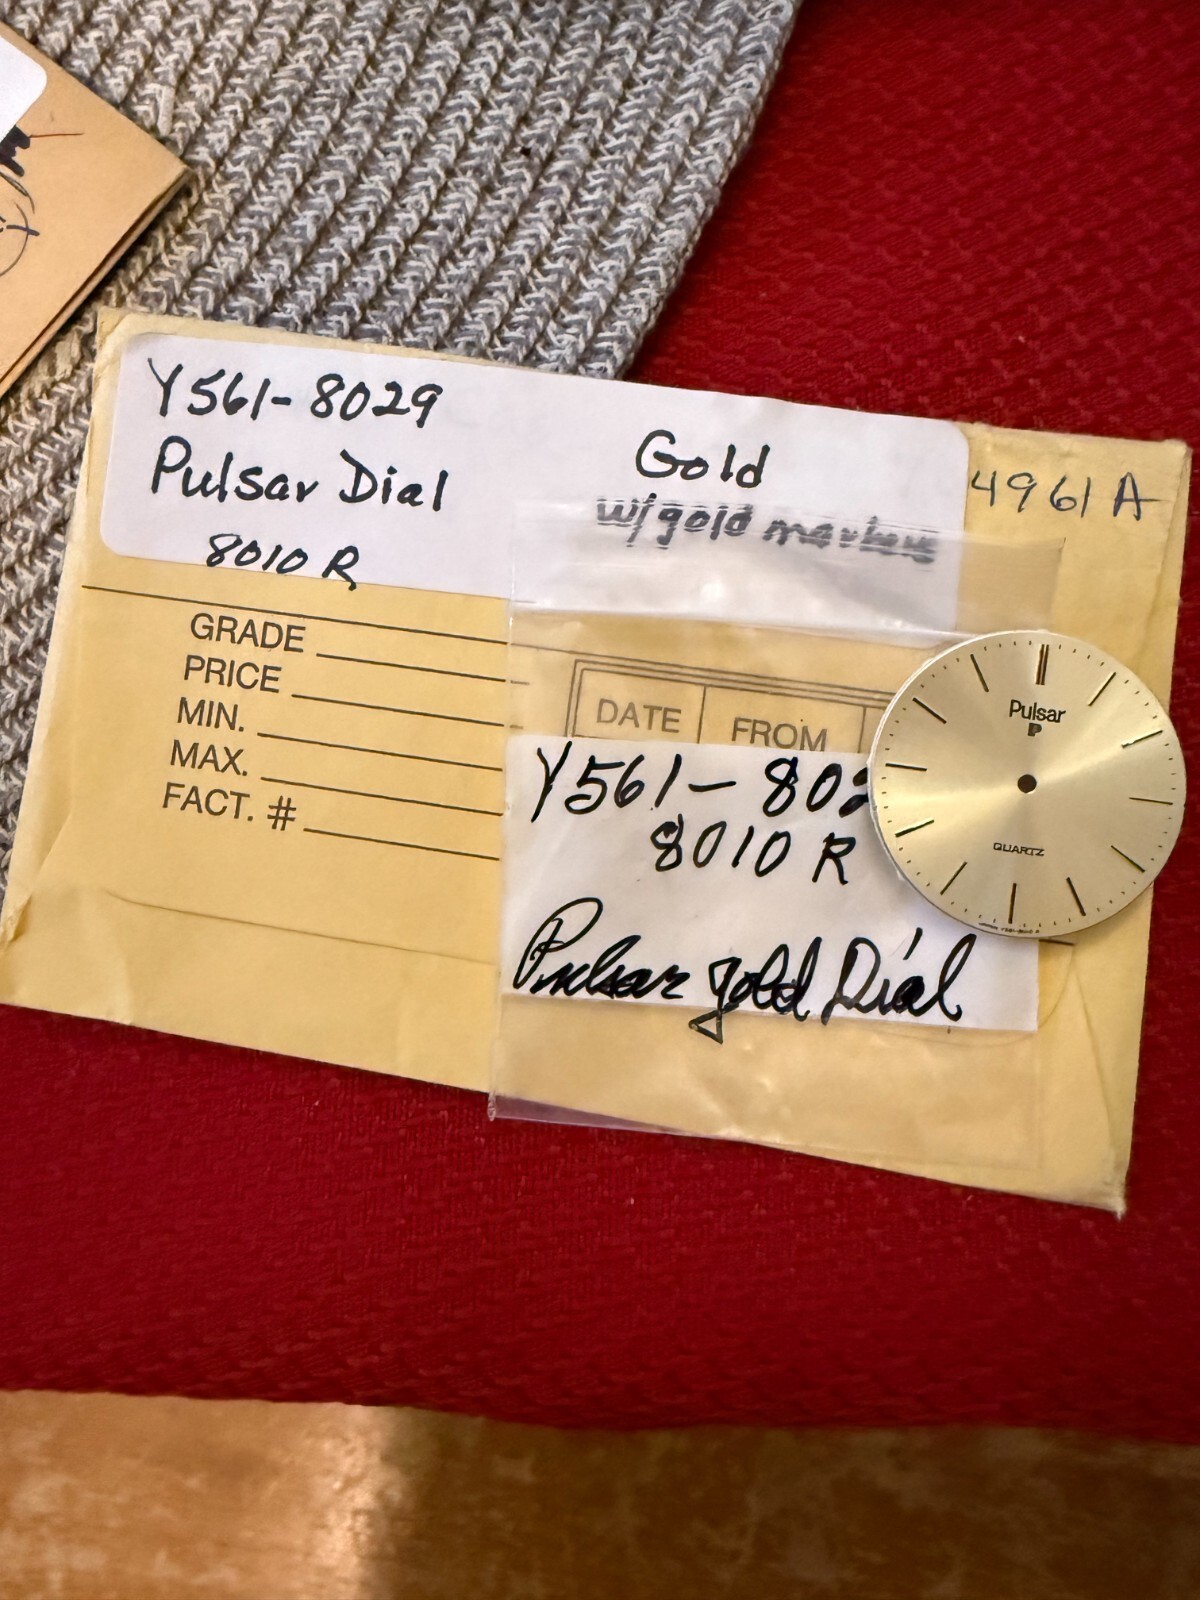 Y561-8029
Pulsar Dial
8010 R
Gold
w/gold markers
4961 A
GRADE
PRICE
MIN.
MAX.
FACT. #
DATE FROM
Y561-802
8010 R
Pulsar gold Dial
Pulsar
P
QUARTZ